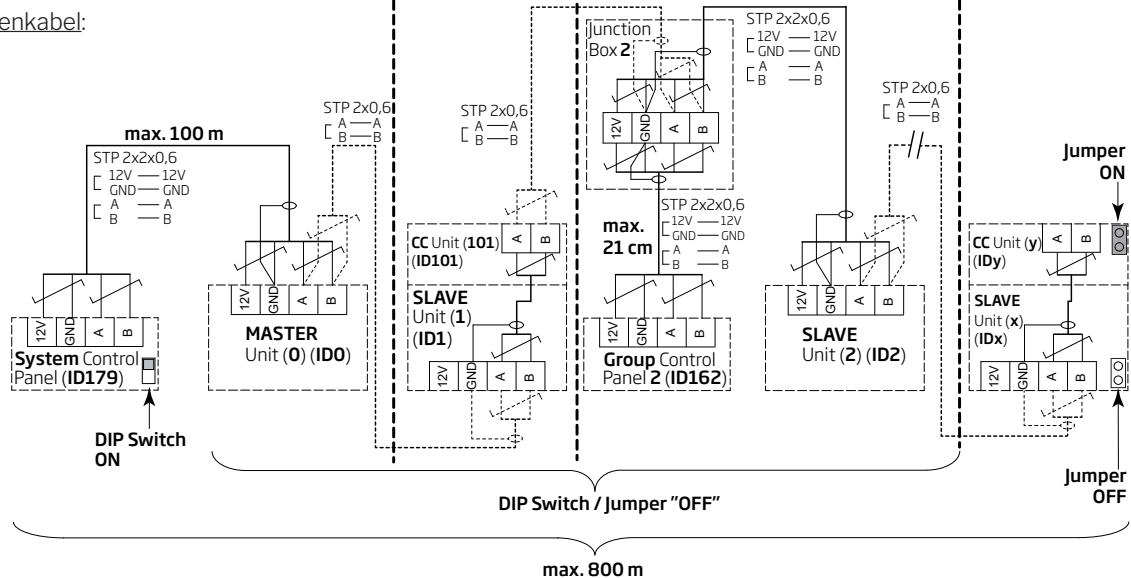 enkabel:
max. 100 m
STP 2x2x0,6
12V 12V
GND GND
A A
B B
12V
GND
A
B
System Control
Panel (ID179)
DIP Switch
ON
STP 2x0,6
A A
B B
12V
GND
A
B
MASTER
Unit (0) (ID0)
STP 2x0,6
A A
B B
CC Unit (101)
(ID101)
A
B
SLAVE
Unit (1)
(ID1)
12V
GND
A
B
Junction
Box 2
12V
GND
A
B
max.
21 cm
STP 2x2x0,6
12V 12V
GND GND
A A
B B
12V
GND
A
B
Group Control
Panel 2 (ID162)
STP 2x2x0,6
12V 12V
GND GND
A A
B B
12V
GND
A
B
SLAVE
Unit (2) (ID2)
STP 2x0,6
A A
B B
Jumper
ON
CC Unit (y)
(IDy)
A
B
SLAVE
Unit (x)
(IDx)
12V
GND
A
B
Jumper
OFF
DIP Switch / Jumper "OFF"
max. 800 m